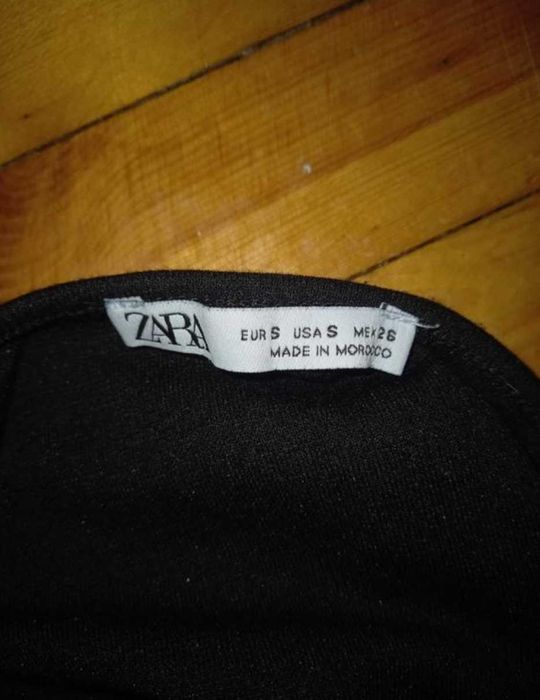 ZARA
EUR S USA S MEX 26
MADE IN MOROCCO